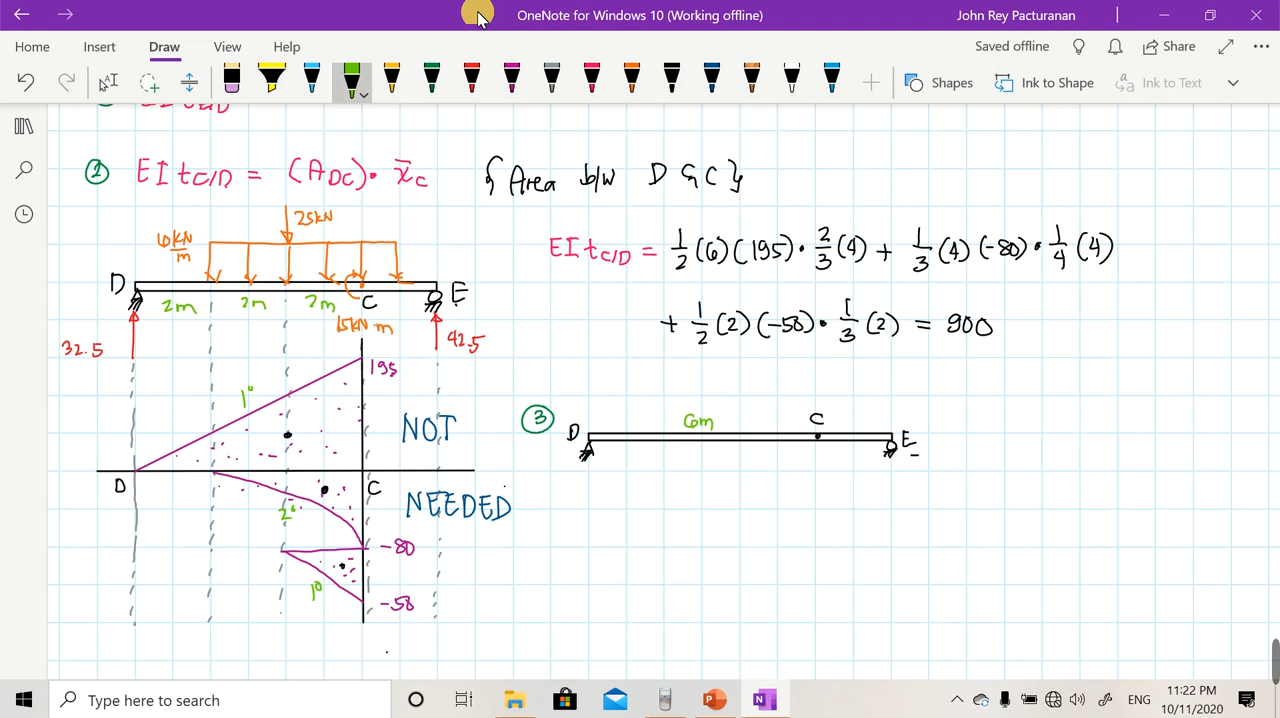 OneNote for Windows 10 (Working offline)
John Rey Pacturanan
Home Insert Draw View Help
Saved offline
Share
Shapes
Ink to Shape
Ink to Text
② EI t C/D = (A DC) · x̄ C { Area b/w D & C }
25kN
10 kN/m
D
C
E
2m 2m 2m
15kN·m
32.5
42.5
EI t C/D = 1/2 (6)(195) · 2/3 (4) + 1/3 (4)(-80) · 1/4 (4)
+ 1/2 (2)(-58) · 1/3 (2) = 900
195
1°
NOT
D
C
2°
NEEDED
-80
1°
-58
③
D
6m
C
E
Type here to search
ENG
11:22 PM
10/11/2020